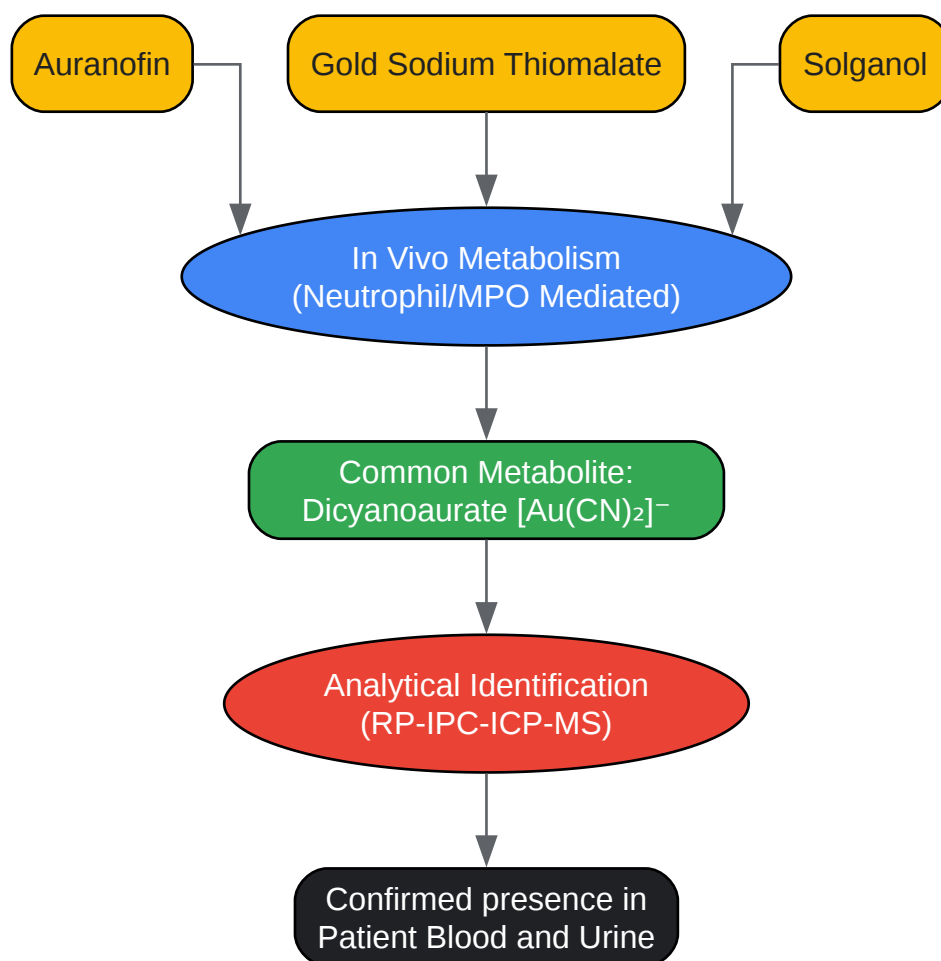 Auranofin
Gold Sodium Thiomalate
Solganol
In Vivo Metabolism
(Neutrophil/MPO Mediated)
Common Metabolite:
Dicyanoaurate [Au(CN)₂]⁻
Analytical Identification
(RP-IPC-ICP-MS)
Confirmed presence in
Patient Blood and Urine